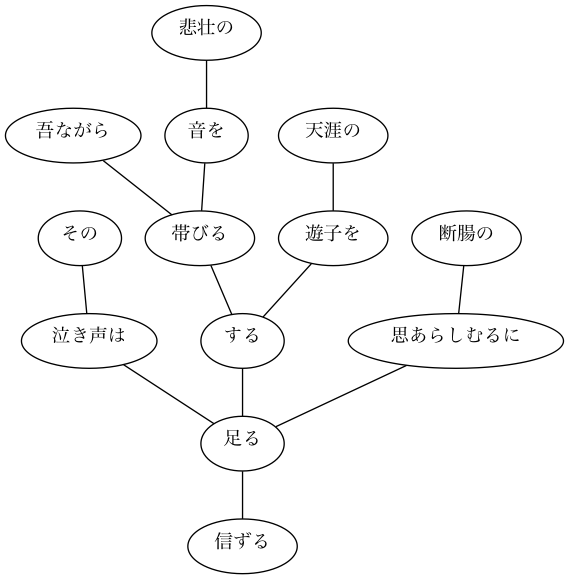 悲壮の
吾ながら
音を
天涯の
その
帯びる
遊子を
断腸の
泣き声は
する
思あらしむるに
足る
信ずる